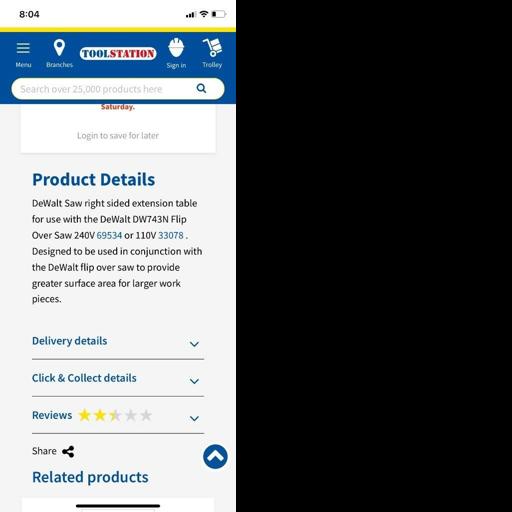 8:04
Menu
Branches
TOOLSTATION
Sign in
Trolley
Search over 25,000 products here
Saturday.
Login to save for later
Product Details
DeWalt Saw right sided extension table
for use with the DeWalt DW743N Flip
Over Saw 240V 69534 or 110V 33078 .
Designed to be used in conjunction with
the DeWalt flip over saw to provide
greater surface area for larger work
pieces.
Delivery details
Click & Collect details
Reviews
Share
Related products